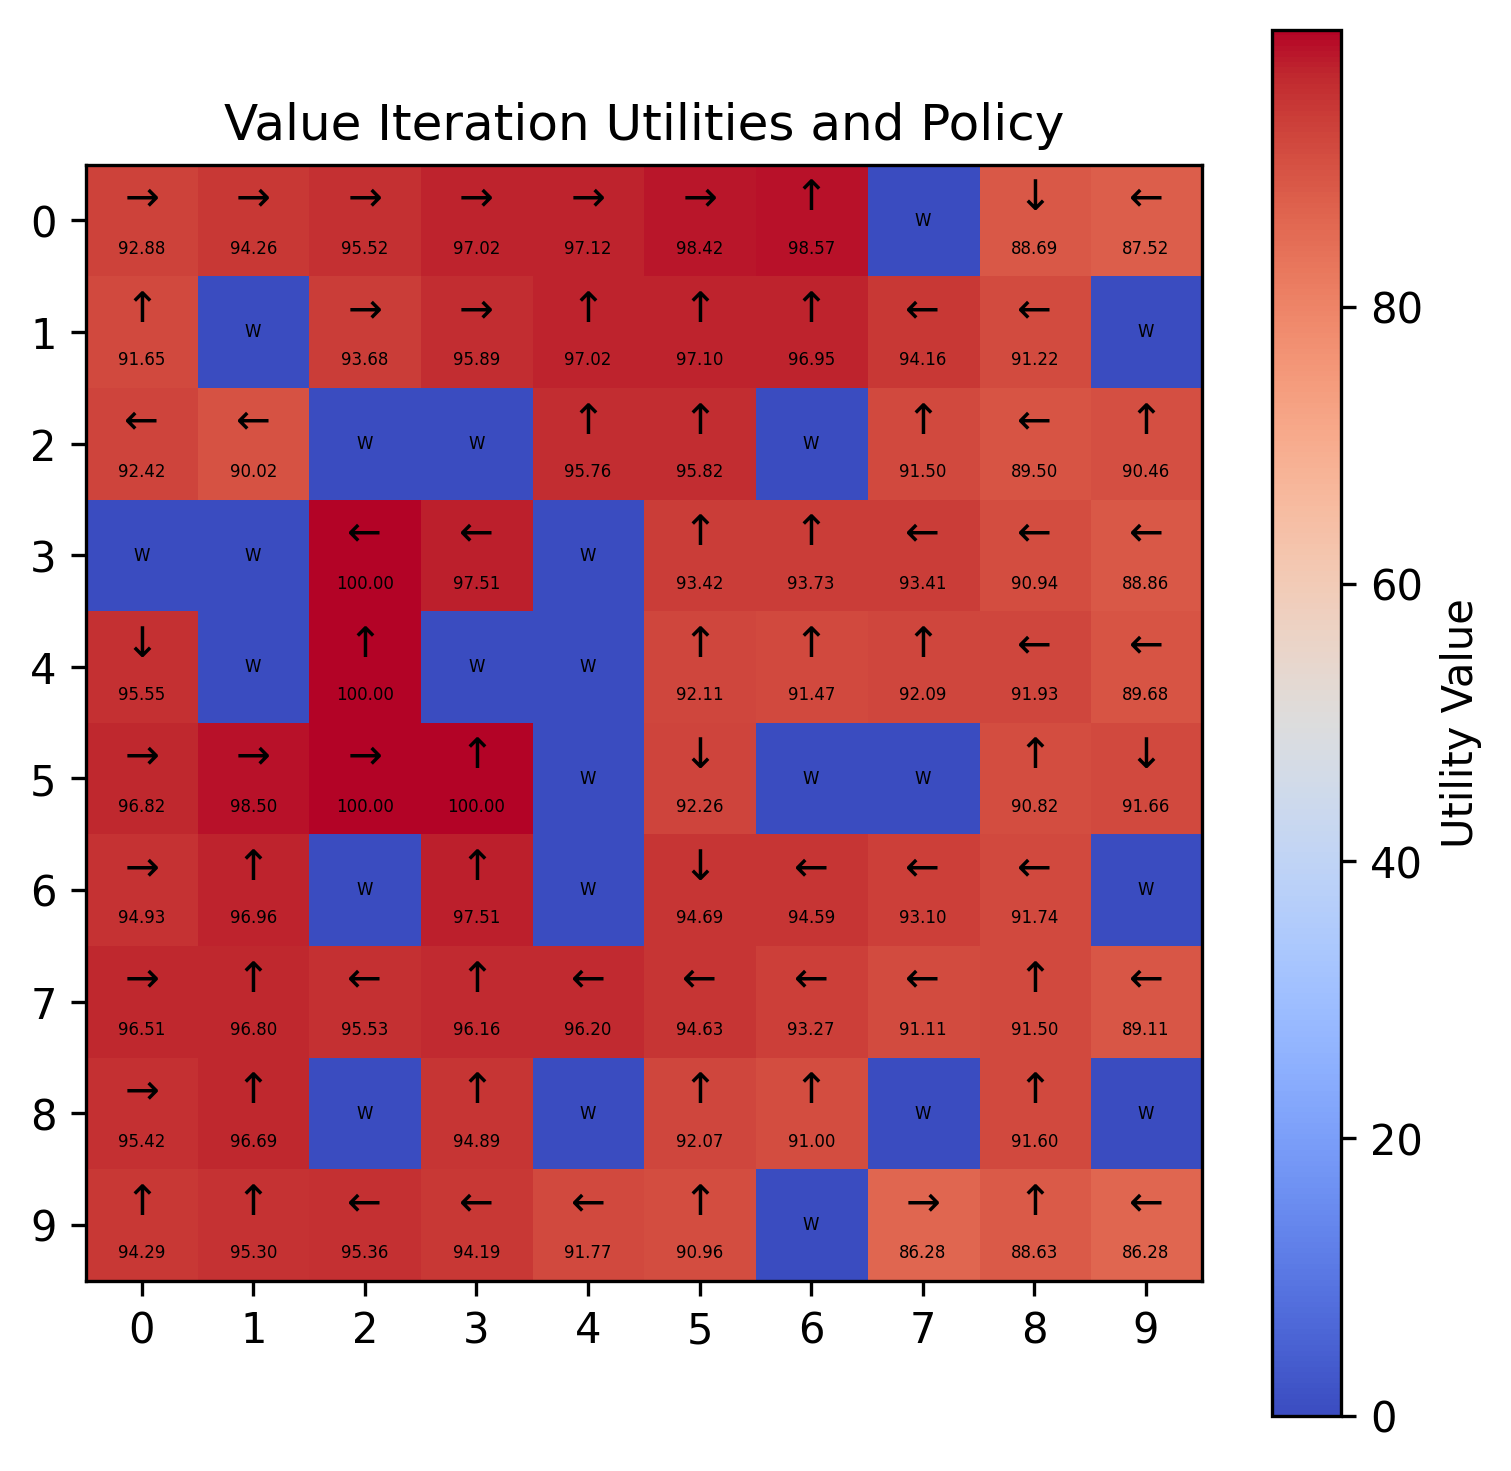 Value Iteration Utilities and Policy
0 → → → → → → ↑ W ↓ ←
92.88 94.26 95.52 97.02 97.12 98.42 98.57 88.69 87.52
1 ↑ W → → ↑ ↑ ↑ ← ← W
91.65 93.68 95.89 97.02 97.10 96.95 94.16 91.22
2 ← ← W W ↑ ↑ W ↑ ← ↑
92.42 90.02 95.76 95.82 91.50 89.50 90.46
3 W W ← ← W ↑ ↑ ← ← ←
100.00 97.51 93.42 93.73 93.41 90.94 88.86
4 ↓ W ↑ W W ↑ ↑ ↑ ← ←
95.55 100.00 92.11 91.47 92.09 91.93 89.68
5 → → → ↑ W ↓ W W ↑ ↓
96.82 98.50 100.00 100.00 92.26 90.82 91.66
6 → ↑ W ↑ W ↓ ← ← ← W
94.93 96.96 97.51 94.69 94.59 93.10 91.74
7 → ↑ ← ↑ ← ← ← ← ↑ ←
96.51 96.80 95.53 96.16 96.20 94.63 93.27 91.11 91.50 89.11
8 → ↑ W ↑ W ↑ ↑ W ↑ W
95.42 96.69 94.89 92.07 91.00 91.60
9 ↑ ↑ ← ← ← ↑ W → ↑ ←
94.29 95.30 95.36 94.19 91.77 90.96 86.28 88.63 86.28
0 1 2 3 4 5 6 7 8 9
80
60
40
20
0
Utility Value